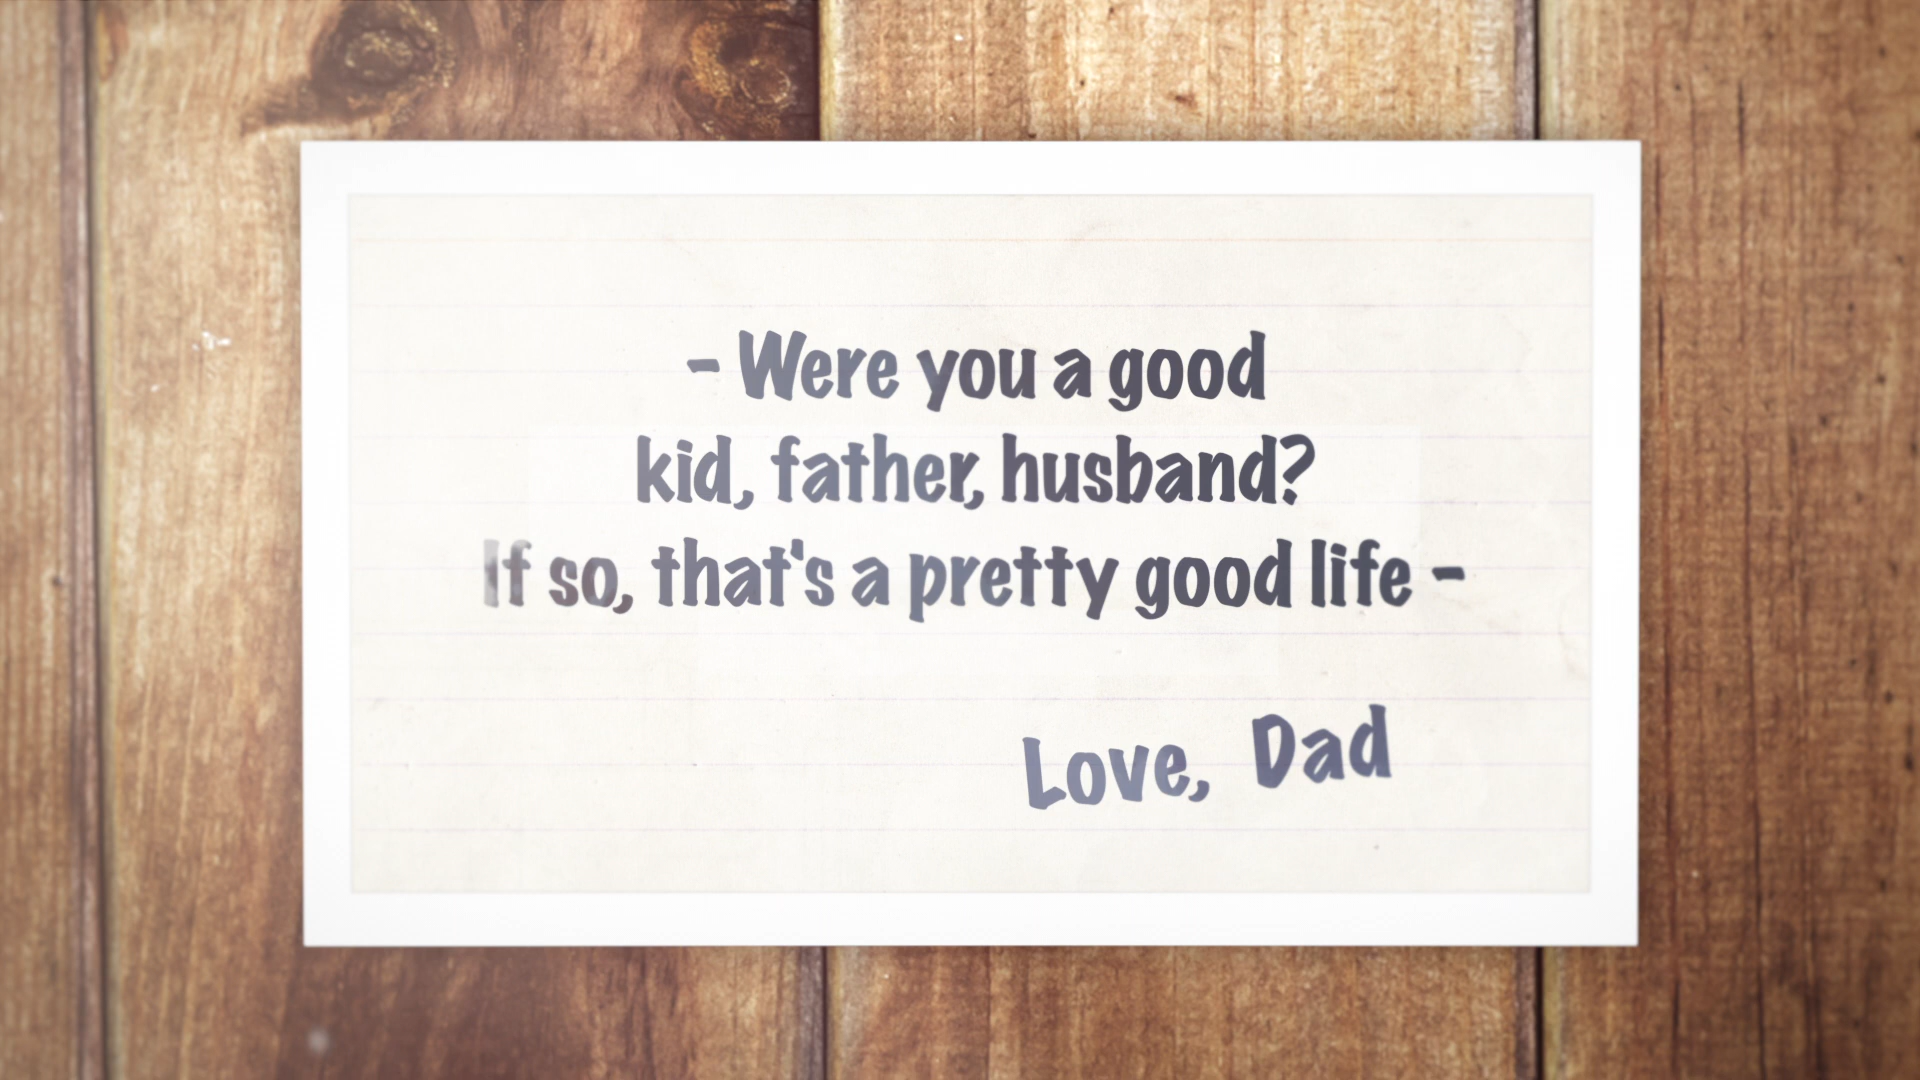 - Were you a good
kid, father, husband?
If so, that's a pretty good life -
Love, Dad